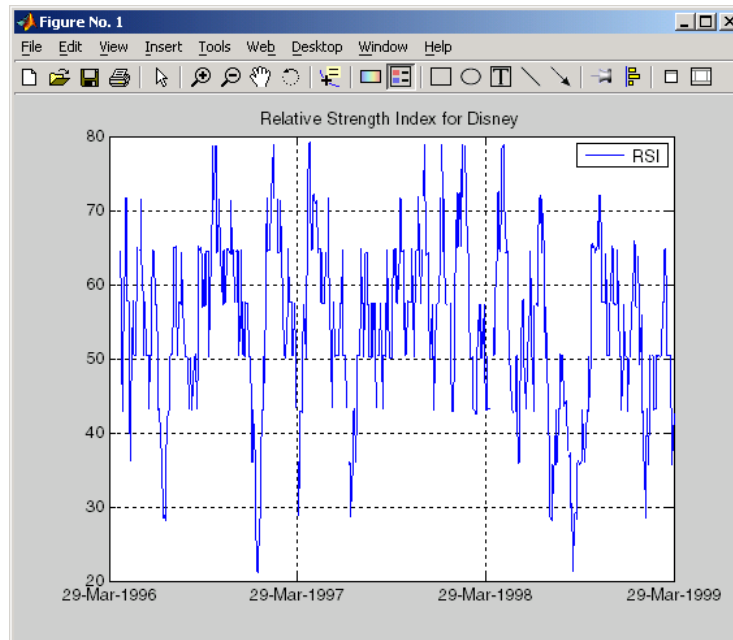 Figure No. 1
File Edit View Insert Tools Web Desktop Window Help
T
Relative Strength Index for Disney
RSI
80
70
60
50
40
30
20
29-Mar-1996 29-Mar-1997 29-Mar-1998 29-Mar-1999